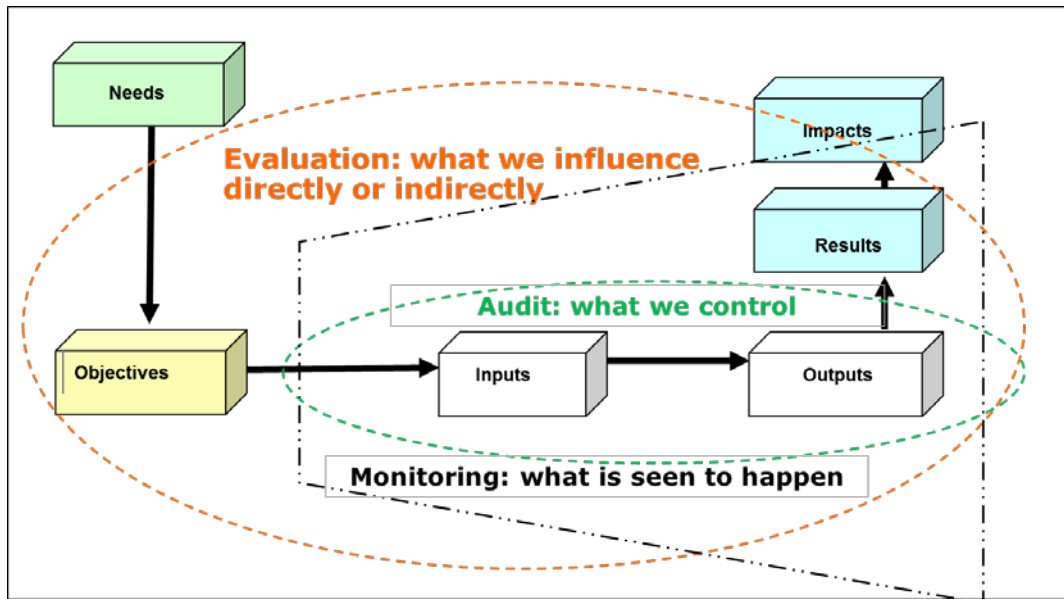 Needs
Impacts
Evaluation: what we influence
directly or indirectly
Results
Audit: what we control
Objectives
Inputs
Outputs
Monitoring: what is seen to happen